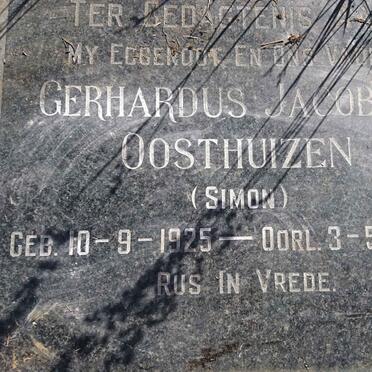 TER GEDAGTENIS
MY EGGENOOT EN ONS
GERHARDUS JACOB
OOSTHUIZEN
(SIMON)
GEB. 10-9-1925 — OORL. 3-5
RUS IN VREDE.